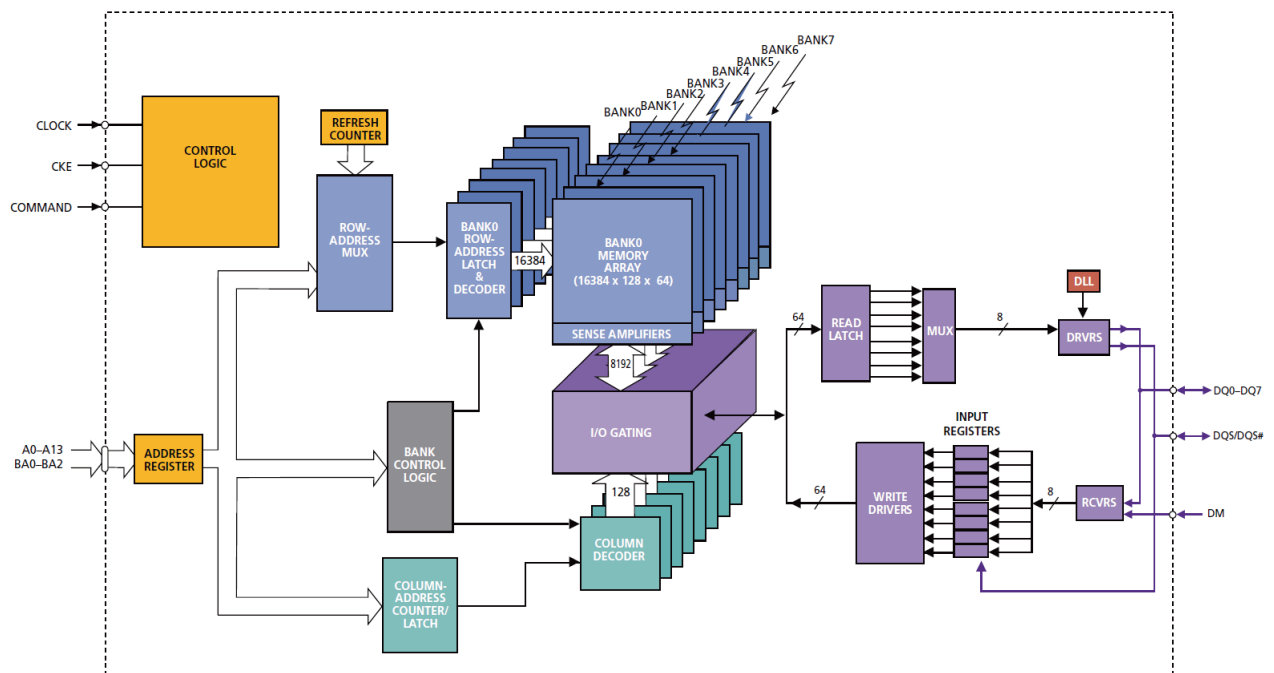 BANK7
BANK6
BANK5
BANK4
BANK3
BANK2
BANK1
BANK0
CLOCK
CKE
COMMAND
CONTROL
LOGIC
REFRESH
COUNTER
ROW-
ADDRESS
MUX
BANK0
ROW-
ADDRESS
LATCH
&
DECODER
16384
BANK0
MEMORY
ARRAY
(16384 x 128 x 64)
SENSE AMPLIFIERS
8192
I/O GATING
64
READ
LATCH
MUX
8
DLL
DRVRS
DQ0–DQ7
DQS/DQS#
DM
INPUT
REGISTERS
RCVRS
8
WRITE
DRIVERS
64
A0–A13
BA0–BA2
ADDRESS
REGISTER
BANK
CONTROL
LOGIC
128
COLUMN
DECODER
COLUMN-
ADDRESS
COUNTER/
LATCH